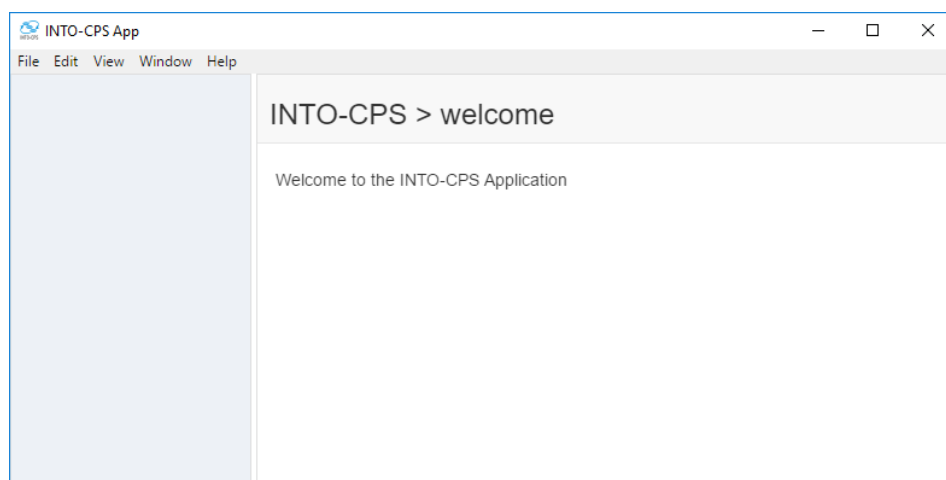 INTO-CPS App
File Edit View Window Help
INTO-CPS > welcome
Welcome to the INTO-CPS Application